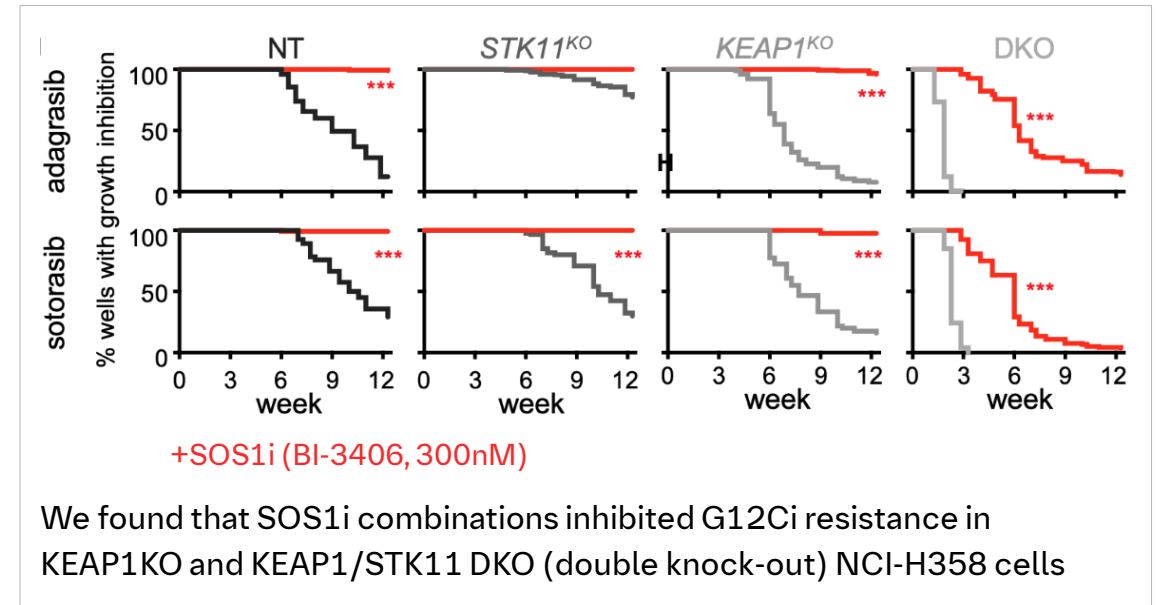 NT STK11KO KEAP1KO DKO
adagrasib
% wells with growth inhibition
100
50
0
***
***
***
sotorasib
100
50
0
***
***
***
***
0 3 6 9 12 0 3 6 9 12 0 3 6 9 12 0 3 6 9 12
week week week week
+SOS1i (BI-3406, 300nM)
We found that SOS1i combinations inhibited G12Ci resistance in
KEAP1KO and KEAP1/STK11 DKO (double knock-out) NCI-H358 cells